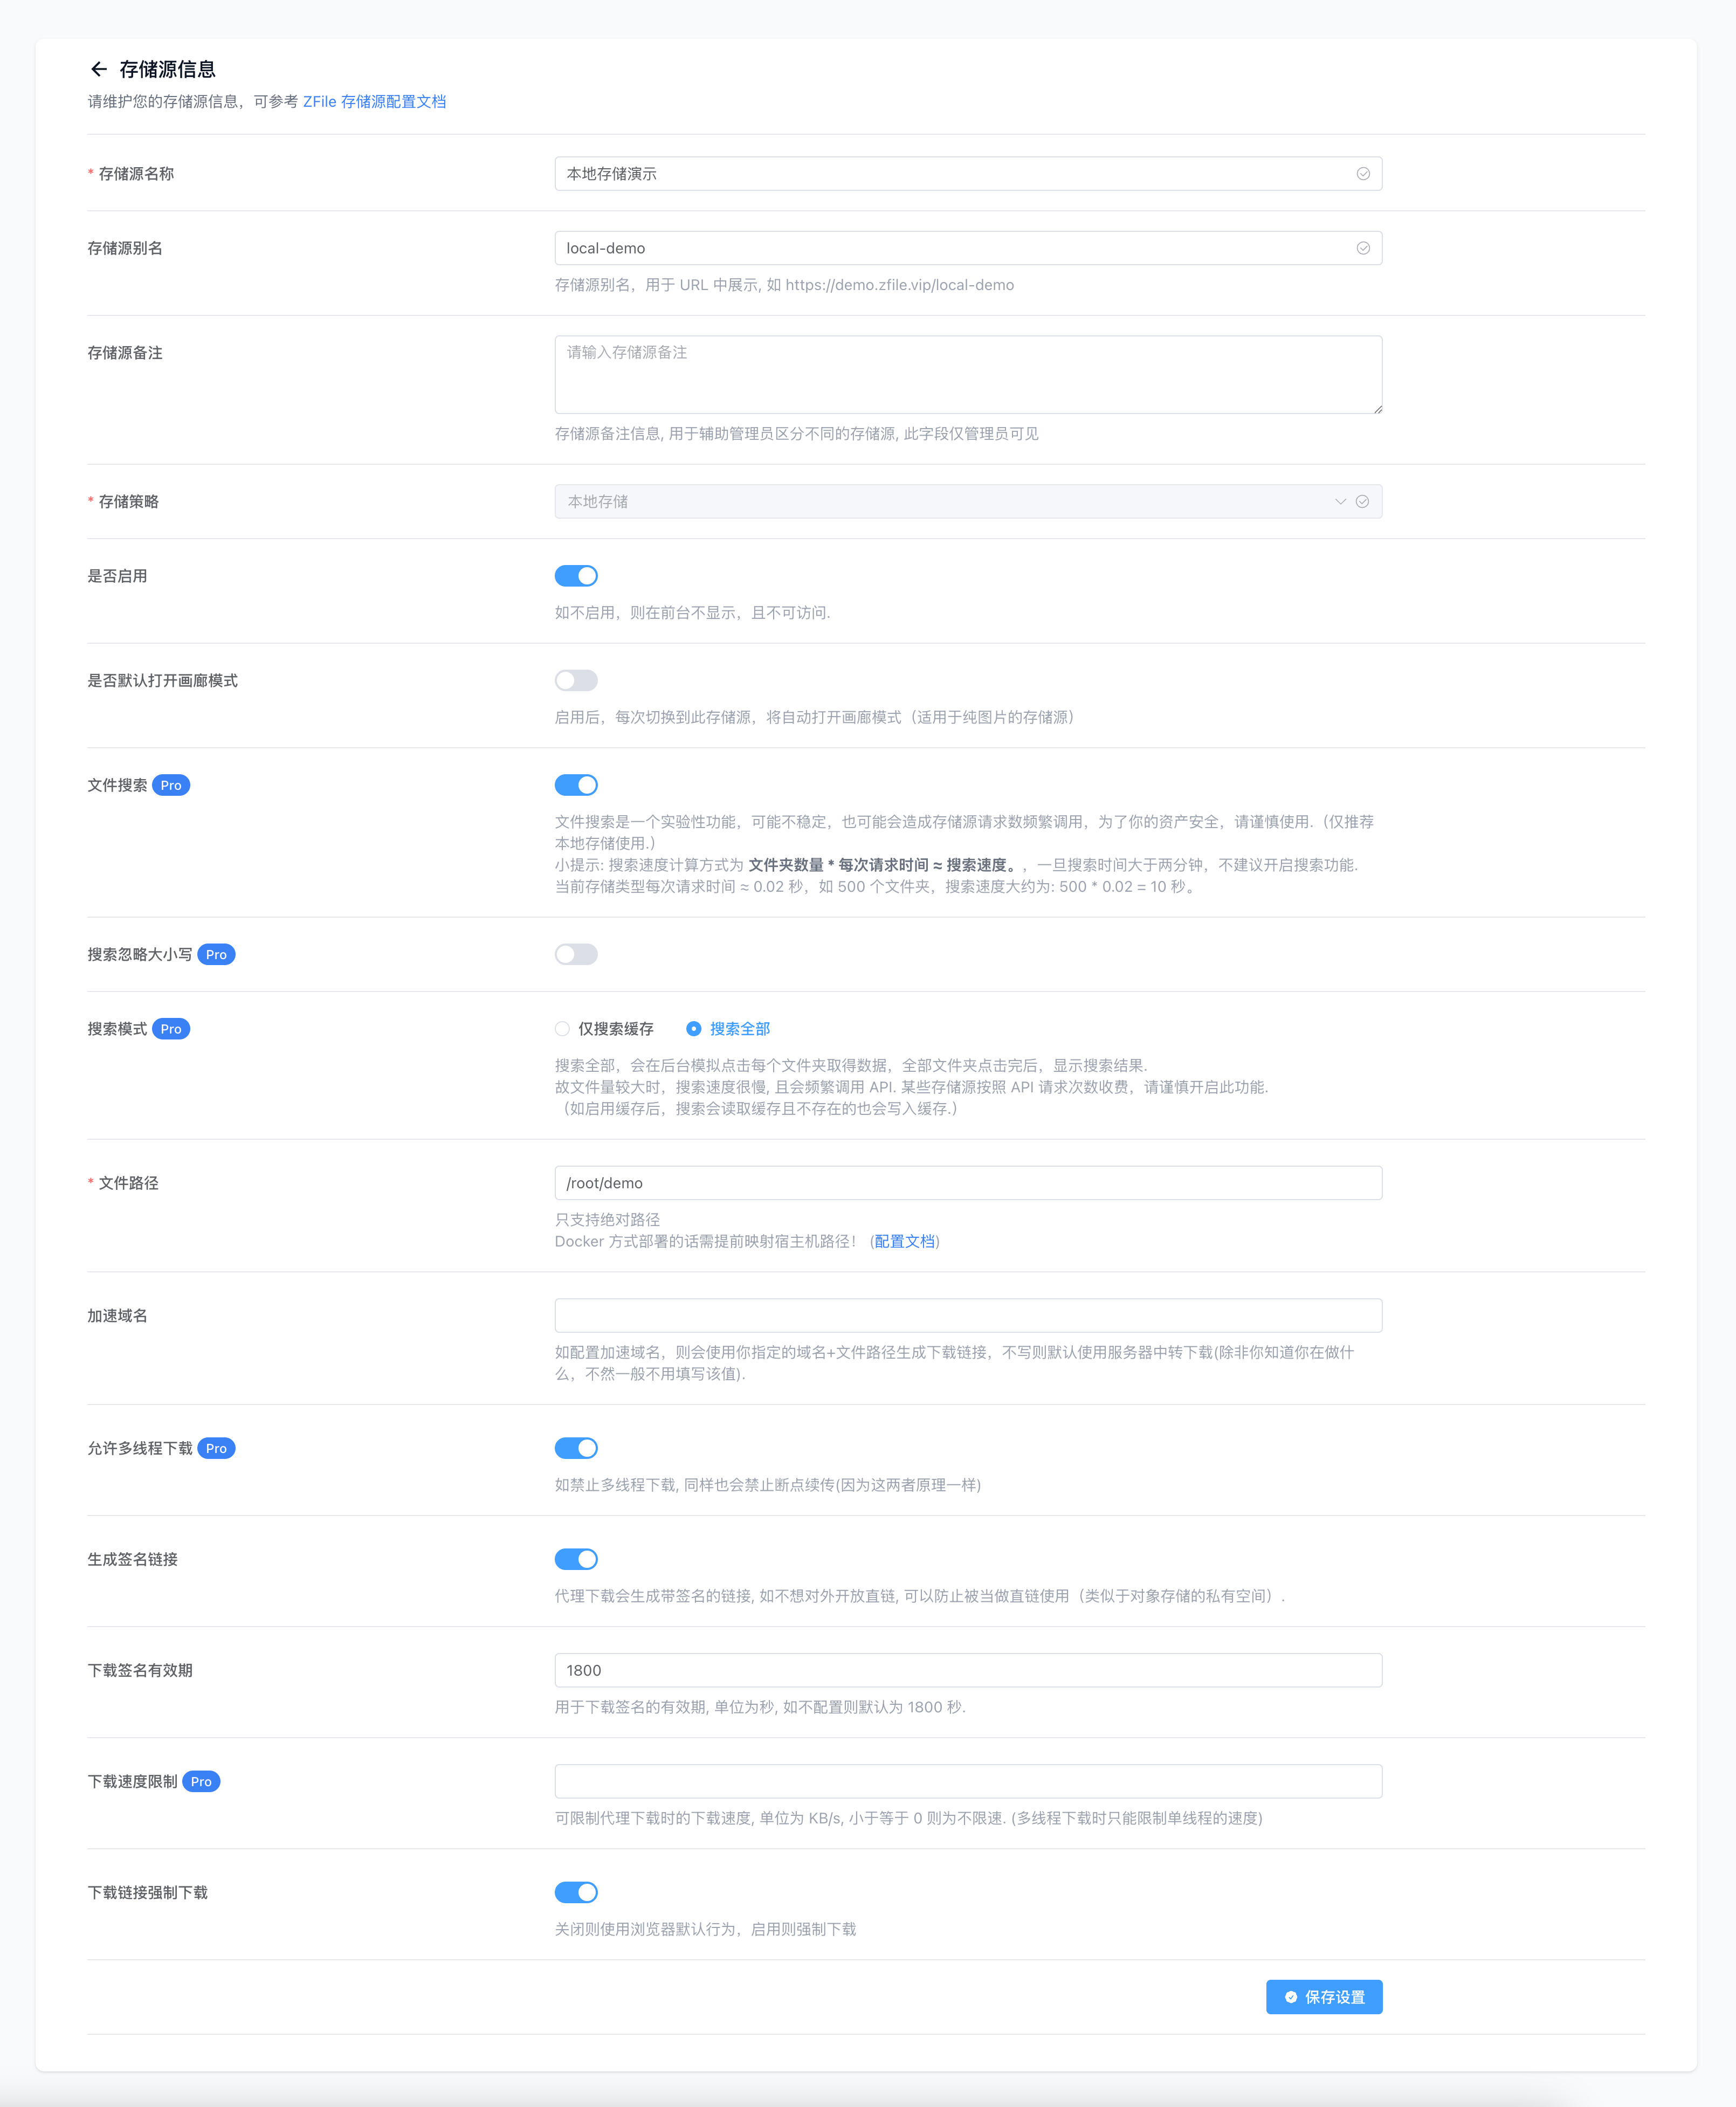 存储源信息
请维护您的存储源信息，可参考 ZFile 存储源配置文档
* 存储源名称
本地存储演示
存储源别名
local-demo
存储源别名，用于 URL 中展示, 如 https://demo.zfile.vip/local-demo
存储源备注
请输入存储源备注
存储源备注信息, 用于辅助管理员区分不同的存储源, 此字段仅管理员可见
* 存储策略
本地存储
是否启用
如不启用，则在前台不显示，且不可访问.
是否默认打开画廊模式
启用后，每次切换到此存储源，将自动打开画廊模式（适用于纯图片的存储源）
文件搜索 Pro
文件搜索是一个实验性功能，可能不稳定，也可能会造成存储源请求数频繁调用，为了你的资产安全，请谨慎使用.（仅推荐
本地存储使用.）
小提示: 搜索速度计算方式为 文件夹数量 * 每次请求时间 ≈ 搜索速度。，一旦搜索时间大于两分钟，不建议开启搜索功能.
当前存储类型每次请求时间 ≈ 0.02 秒，如 500 个文件夹，搜索速度大约为: 500 * 0.02 = 10 秒。
搜索忽略大小写 Pro
搜索模式 Pro
仅搜索缓存 搜索全部
搜索全部，会在后台模拟点击每个文件夹取得数据，全部文件夹点击完后，显示搜索结果.
故文件量较大时，搜索速度很慢, 且会频繁调用 API. 某些存储源按照 API 请求次数收费，请谨慎开启此功能.
（如启用缓存后，搜索会读取缓存且不存在的也会写入缓存.）
* 文件路径
/root/demo
只支持绝对路径
Docker 方式部署的话需提前映射宿主机路径！ (配置文档)
加速域名
如配置加速域名，则会使用你指定的域名+文件路径生成下载链接，不写则默认使用服务器中转下载(除非你知道你在做什
么，不然一般不用填写该值).
允许多线程下载 Pro
如禁止多线程下载, 同样也会禁止断点续传(因为这两者原理一样)
生成签名链接
代理下载会生成带签名的链接, 如不想对外开放直链, 可以防止被当做直链使用（类似于对象存储的私有空间）.
下载签名有效期
1800
用于下载签名的有效期, 单位为秒, 如不配置则默认为 1800 秒.
下载速度限制 Pro
可限制代理下载时的下载速度, 单位为 KB/s, 小于等于 0 则为不限速. (多线程下载时只能限制单线程的速度)
下载链接强制下载
关闭则使用浏览器默认行为，启用则强制下载
保存设置